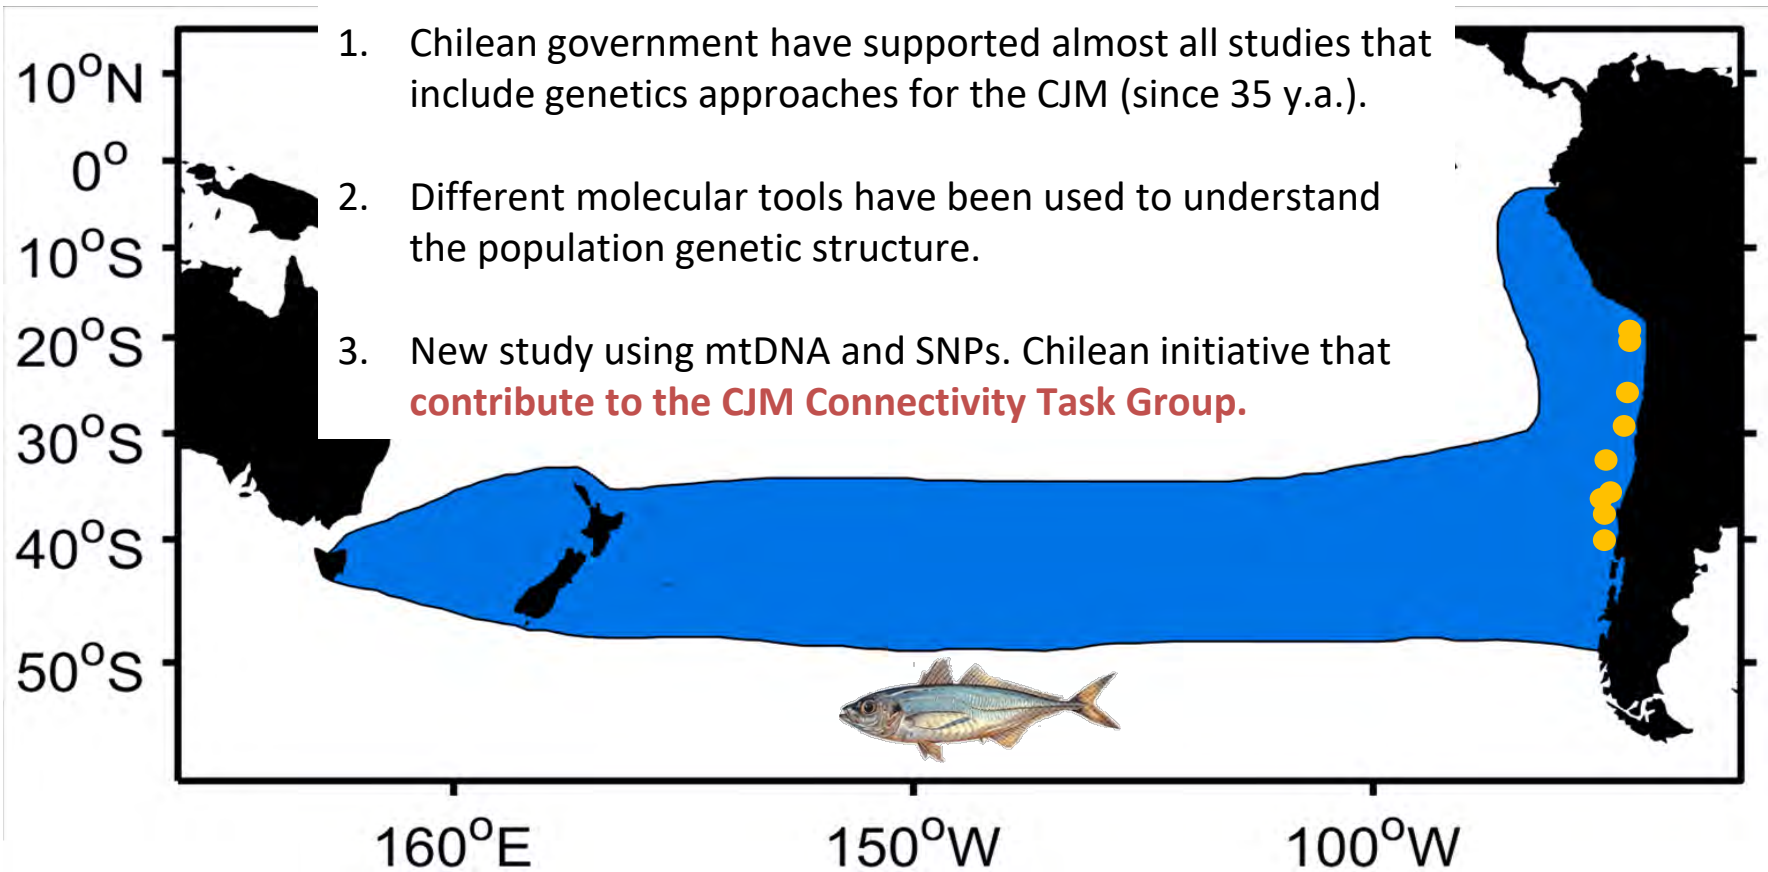 1. Chilean government have supported almost all studies that
include genetics approaches for the CJM (since 35 y.a.).
2. Different molecular tools have been used to understand
the population genetic structure.
3. New study using mtDNA and SNPs. Chilean initiative that
contribute to the CJM Connectivity Task Group.
10°N
0°
10°S
20°S
30°S
40°S
50°S
160°E 150°W 100°W